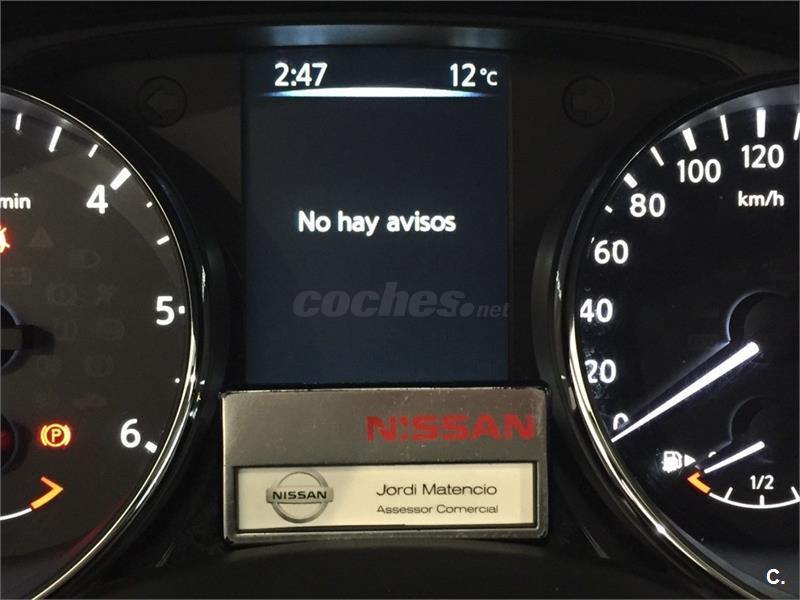 2:47 12°C
No hay avisos
coches.net
min
4
5
6
P
0
20
40
60
80
100
120
km/h
1/2
NISSAN
NISSAN
Jordi Matencio
Assessor Comercial
C.